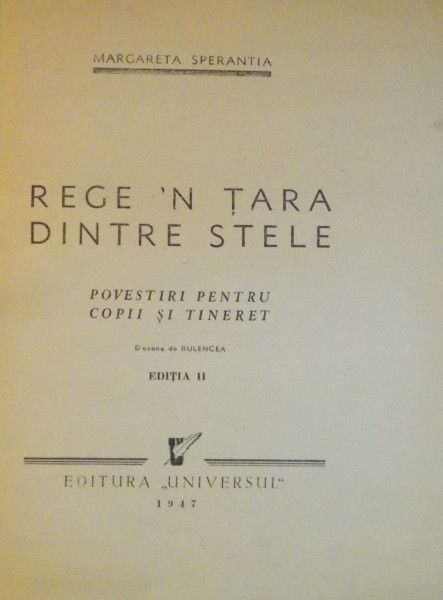 MARGARETA SPERANTIA
REGE 'N ȚARA
DINTRE STELE
POVESTIRI PENTRU
COPII ȘI TINERET
Desene de BULENCEA
EDIȚIA II
EDITURA „UNIVERSUL“
1947